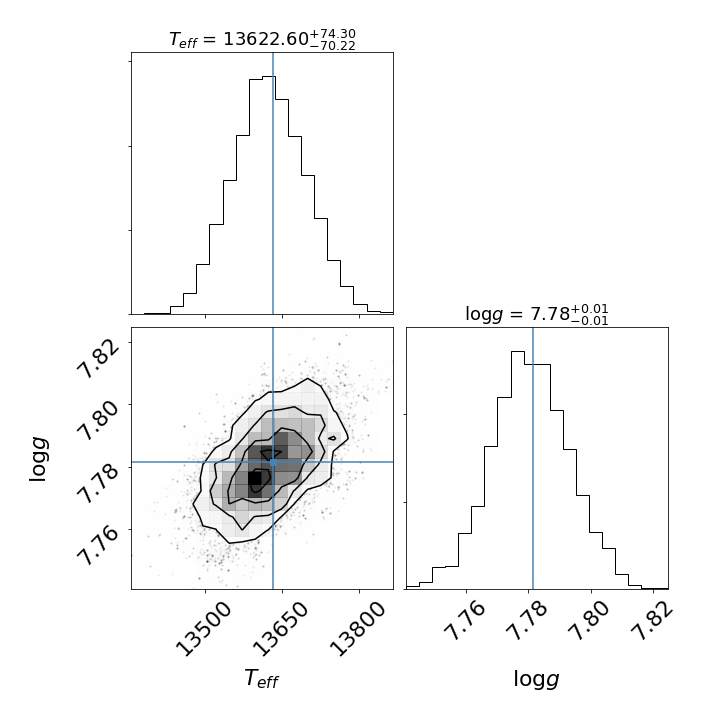 T_eff = 13622.60^{+74.30}_{-70.22}
logg = 7.78^{+0.01}_{-0.01}
7.82
7.80
7.78
7.76
logg
13500
13650
13800
T_eff
7.76
7.78
7.80
7.82
logg